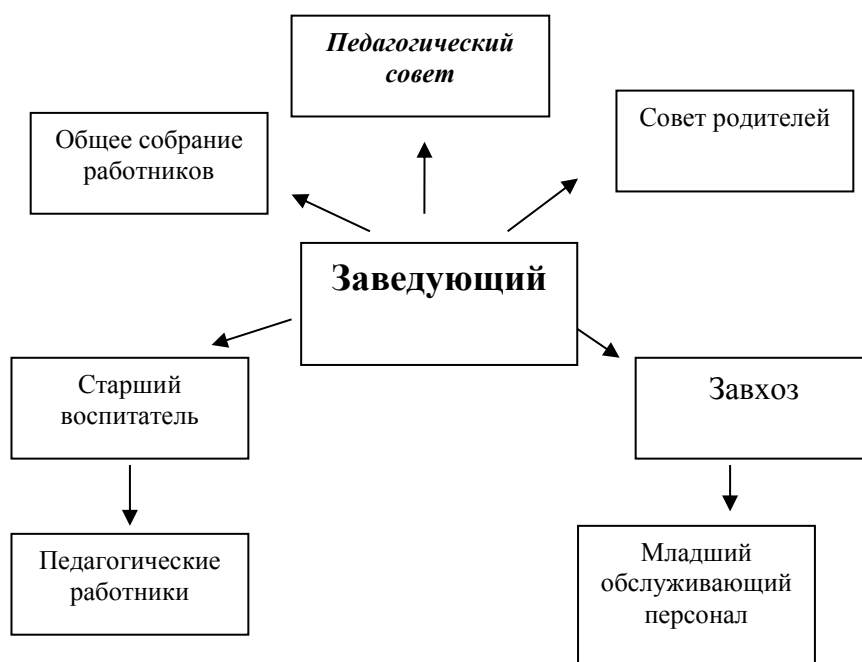 Педагогический
совет
Общее собрание
работников
Совет родителей
Заведующий
Старший
воспитатель
Завхоз
Педагогические
работники
Младший
обслуживающий
персонал